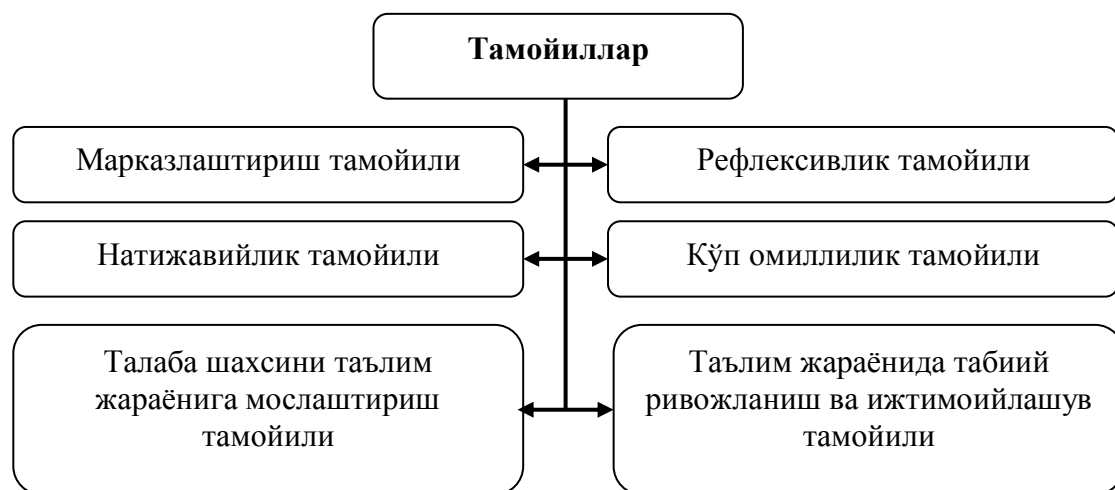 Тамойиллар
Марказлаштириш тамойили
Рефлексивлик тамойили
Натижавийлик тамойили
Кўп омиллилик тамойили
Талаба шахсини таълим
жараёнига мослаштириш
тамойили
Таълим жараёнида табиий
ривожланиш ва ижтимоийлашув
тамойили